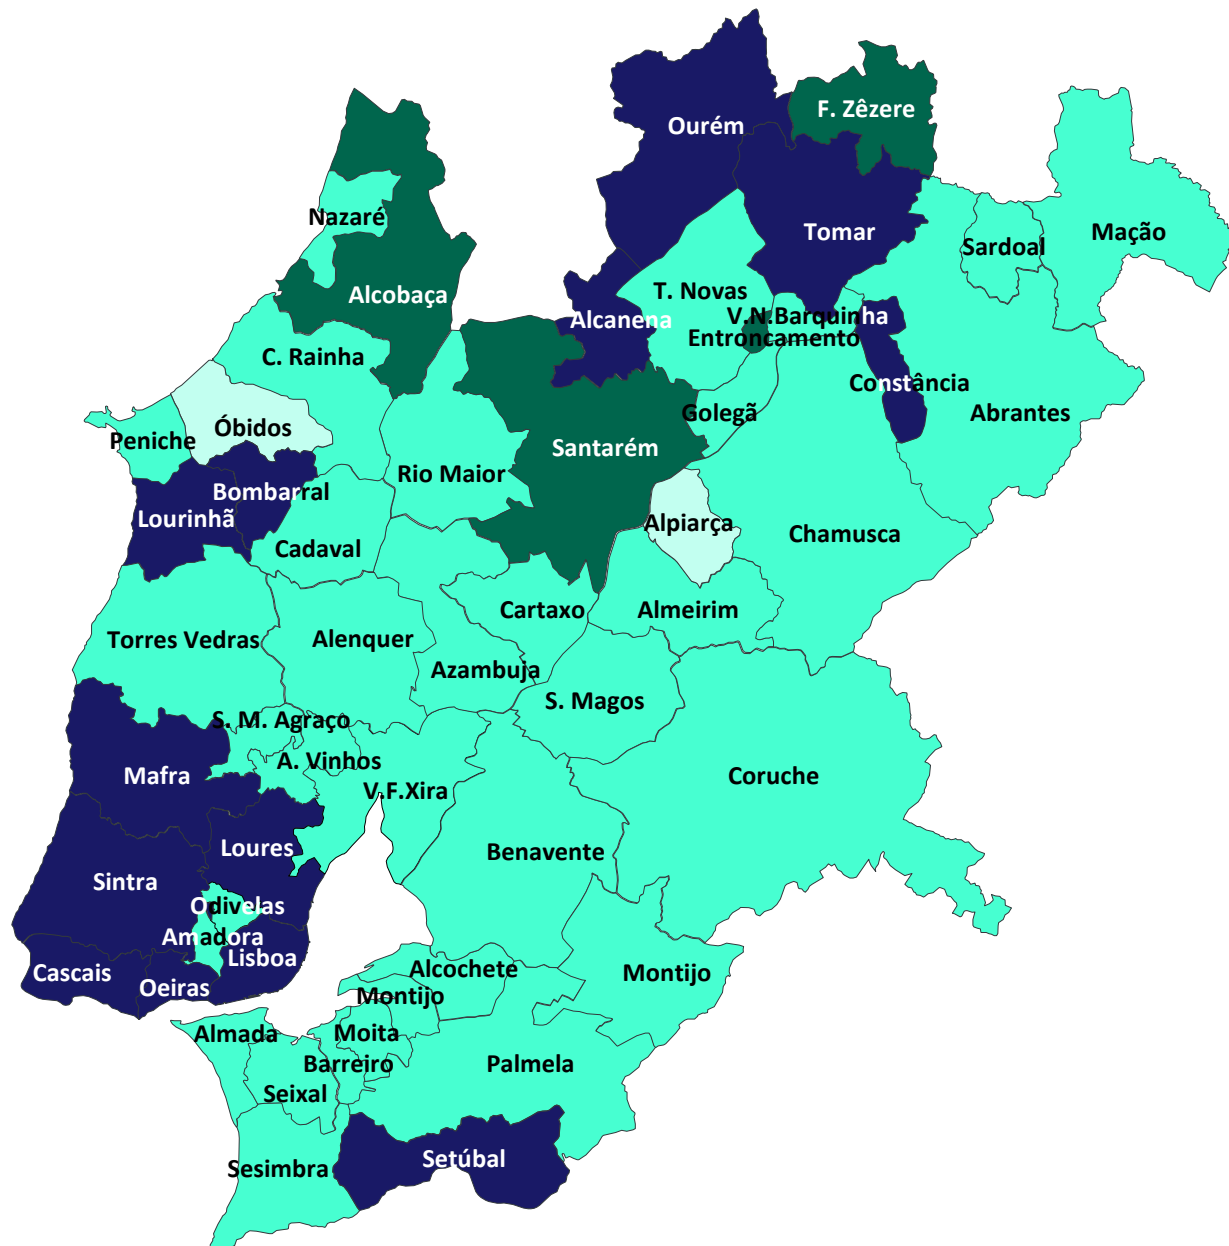 F. Zêzere
Ourém
Nazaré
Tomar
Sardoal
Mação
Alcobaça
T. Novas
V.N.Barquinha
Alcanena
Entroncamento
C. Rainha
Constância
Golegã
Abrantes
Óbidos
Peniche
Santarém
Rio Maior
Bombarral
Lourinhã
Alpiarça
Chamusca
Cadaval
Cartaxo
Almeirim
Torres Vedras
Alenquer
Azambuja
S. Magos
S. M. Agraço
A. Vinhos
Mafra
Coruche
V.F.Xira
Loures
Benavente
Sintra
Odivelas
Amadora
Lisboa
Cascais
Oeiras
Alcochete
Montijo
Montijo
Almada
Moita
Barreiro
Palmela
Seixal
Setúbal
Sesimbra